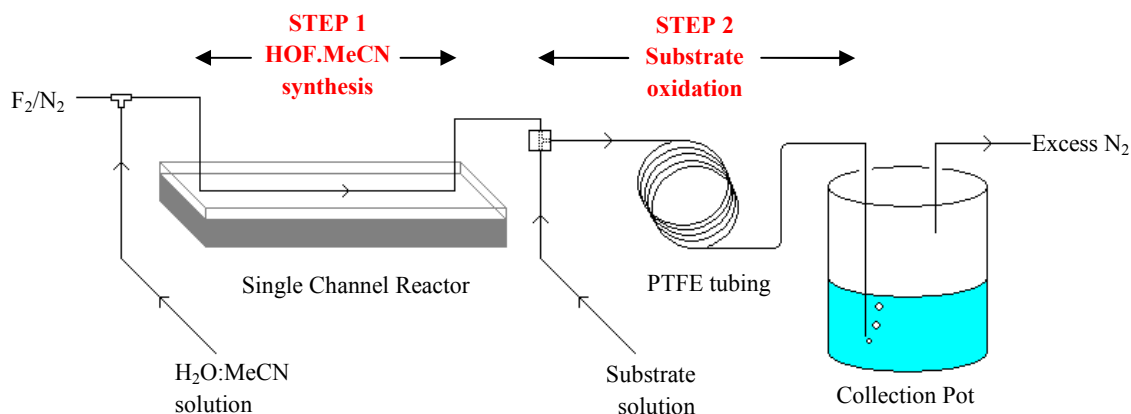 STEP 1
HOF.MeCN
synthesis
STEP 2
Substrate
oxidation
F₂/N₂
Excess N₂
Single Channel Reactor
PTFE tubing
H₂O:MeCN
solution
Substrate
solution
Collection Pot